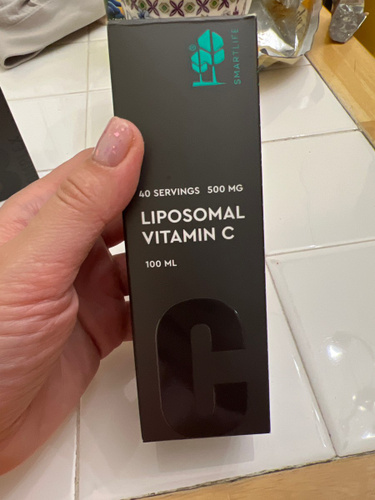 SMARTLIFE
40 SERVINGS 500 MG
LIPOSOMAL
VITAMIN C
100 ML
C